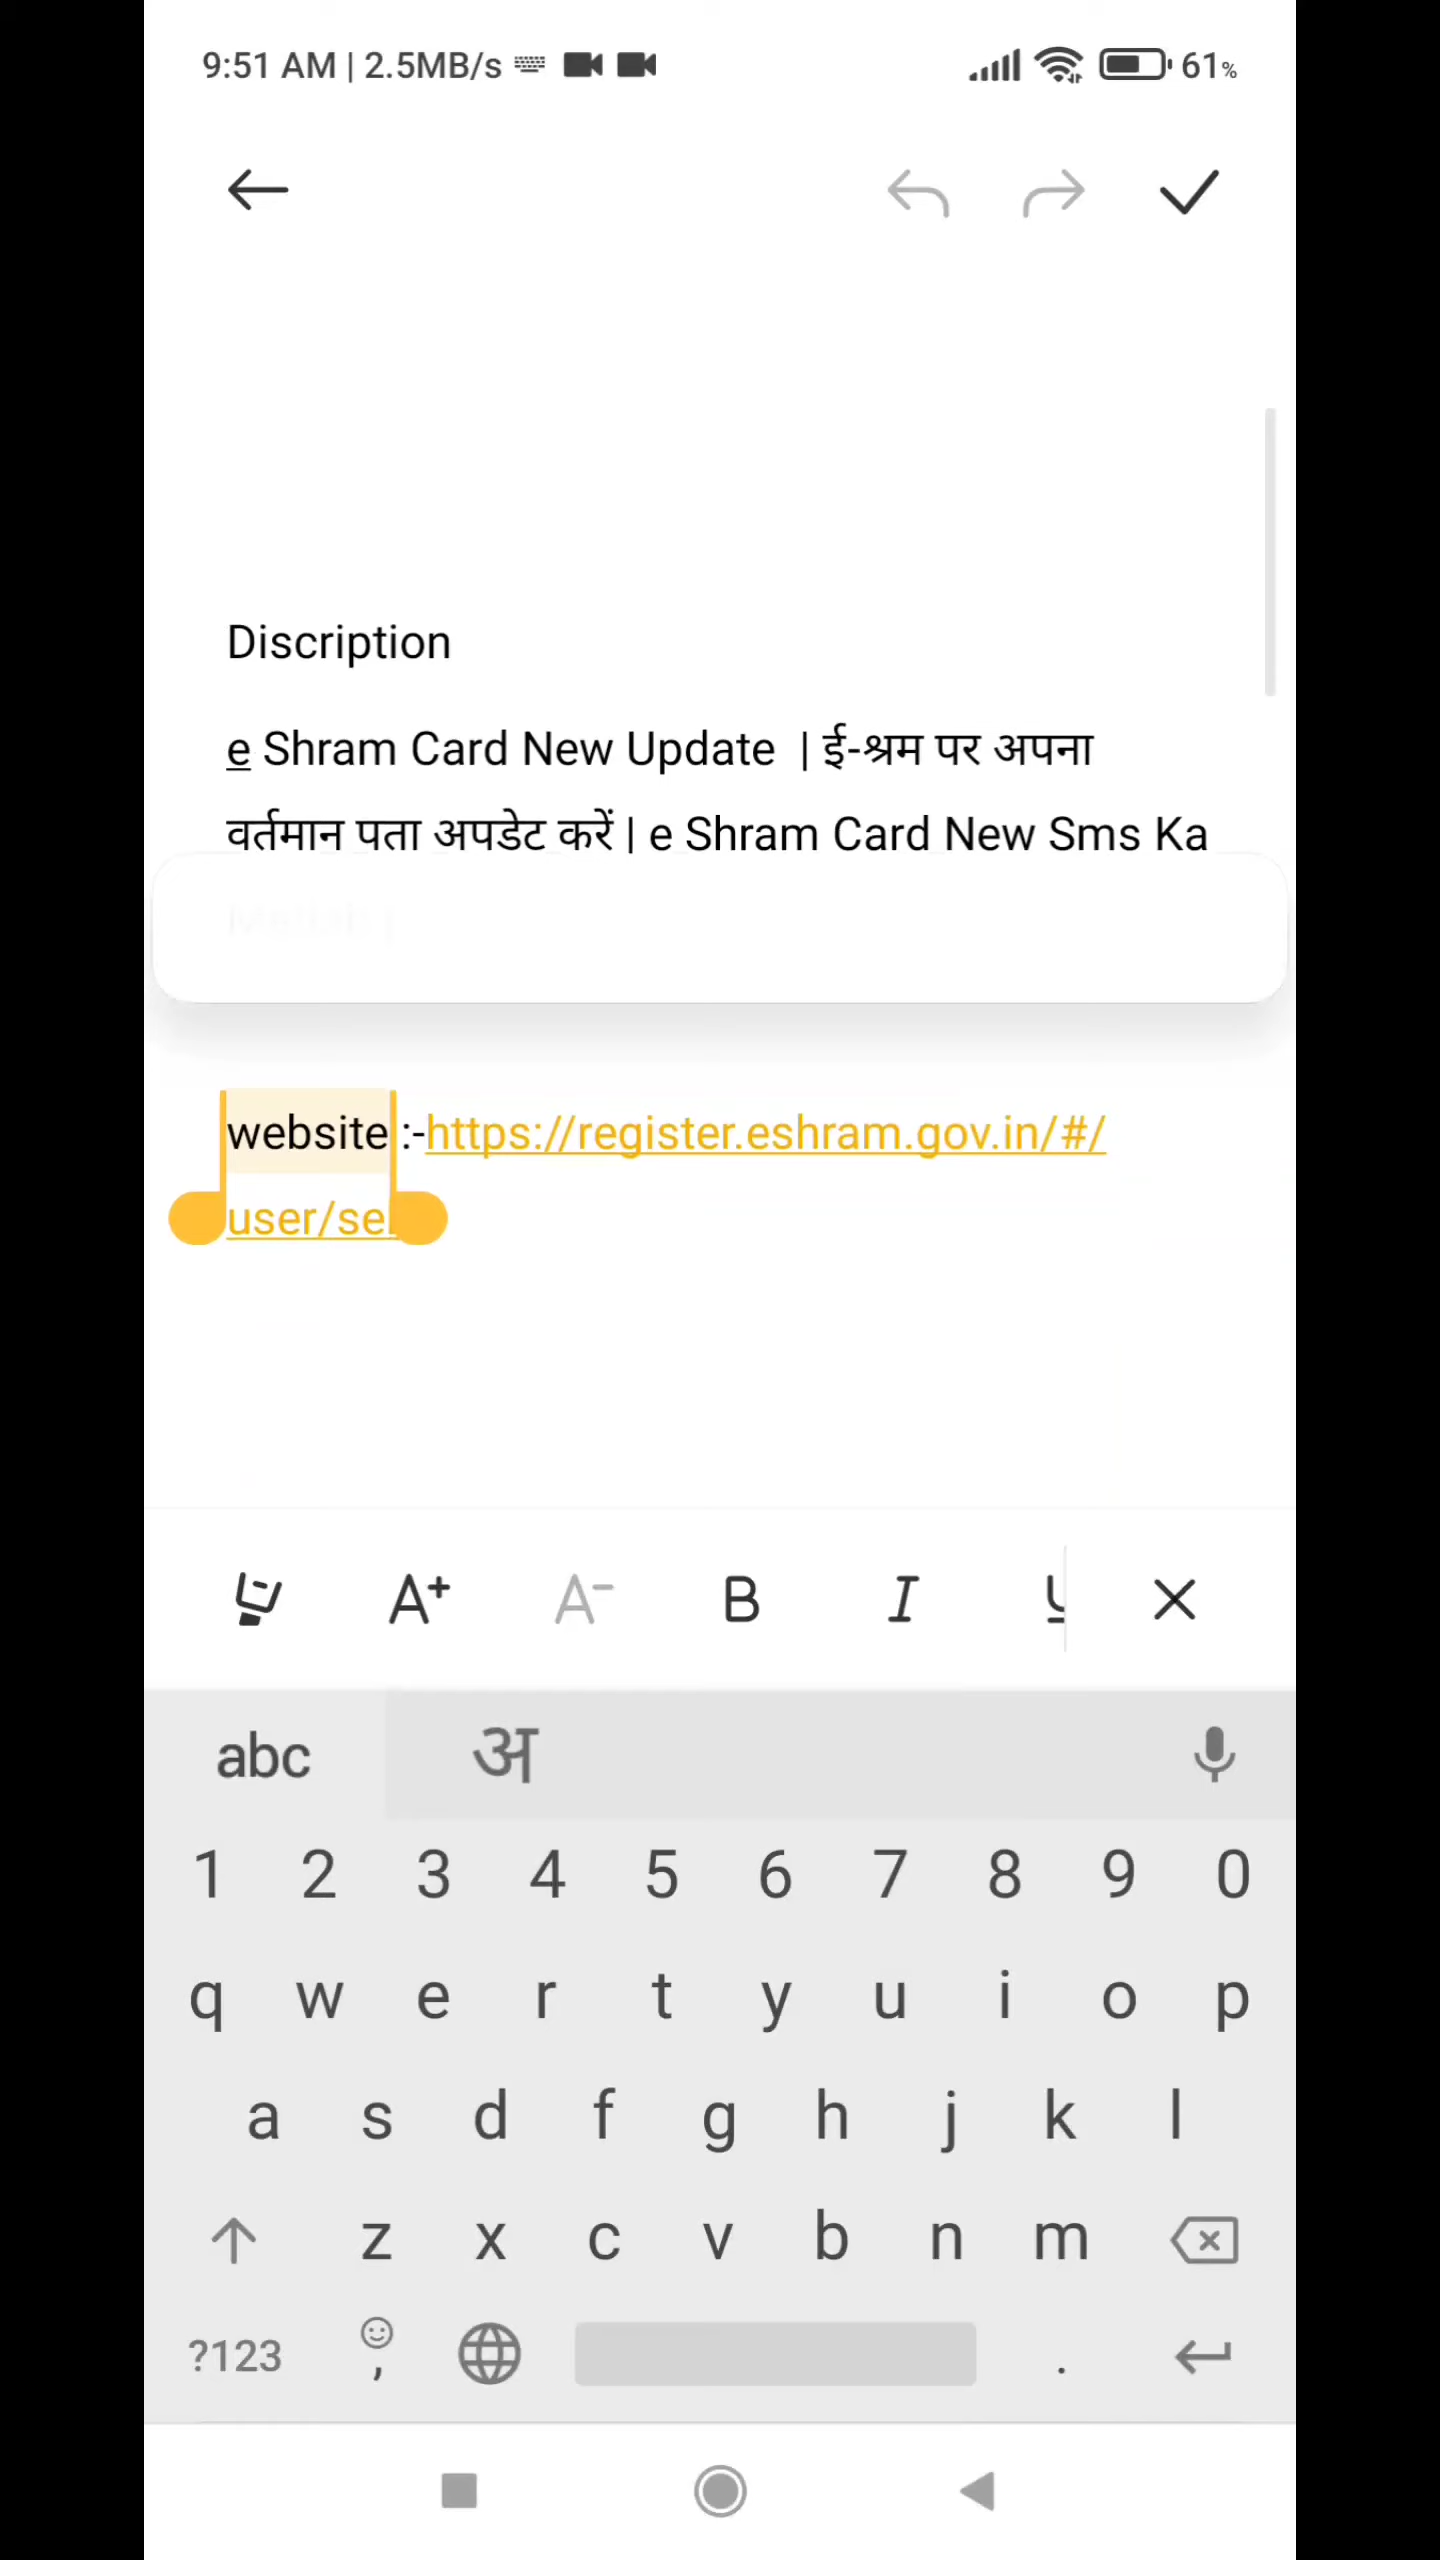 9:51 AM | 2.5MB/s 61%
Discription
e Shram Card New Update | ई-श्रम पर अपना
वर्तमान पता अपडेट करें | e Shram Card New Sms Ka
website :-https://register.eshram.gov.in/#/
A+ A- B I U
abc अ
1 2 3 4 5 6 7 8 9 0
q w e r t y u i o p
a s d f g h j k l
z x c v b n m
?123 , .